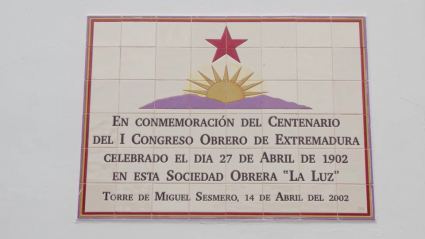 EN CONMEMORACIÓN DEL CENTENARIO
DEL I CONGRESO OBRERO DE EXTREMADURA
CELEBRADO EL DIA 27 DE ABRIL DE 1902
EN ESTA SOCIEDAD OBRERA "LA LUZ"
TORRE DE MIGUEL SESMERO, 14 DE ABRIL DEL 2002